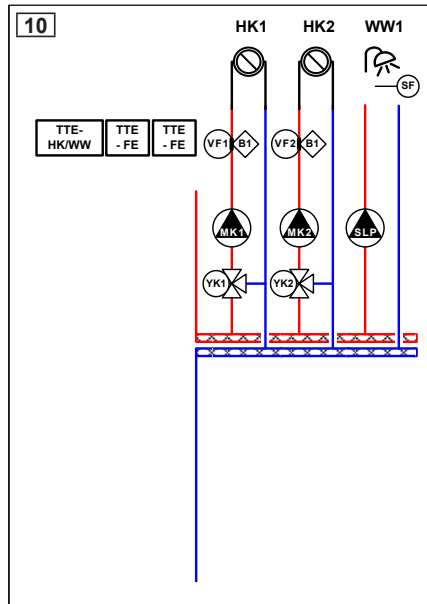 10
HK1 HK2 WW1
SF
TTE- TTE TTE
HK/WW - FE - FE
VF1 B1 VF2 B1
MK1 MK2 SLP
YK1 YK2